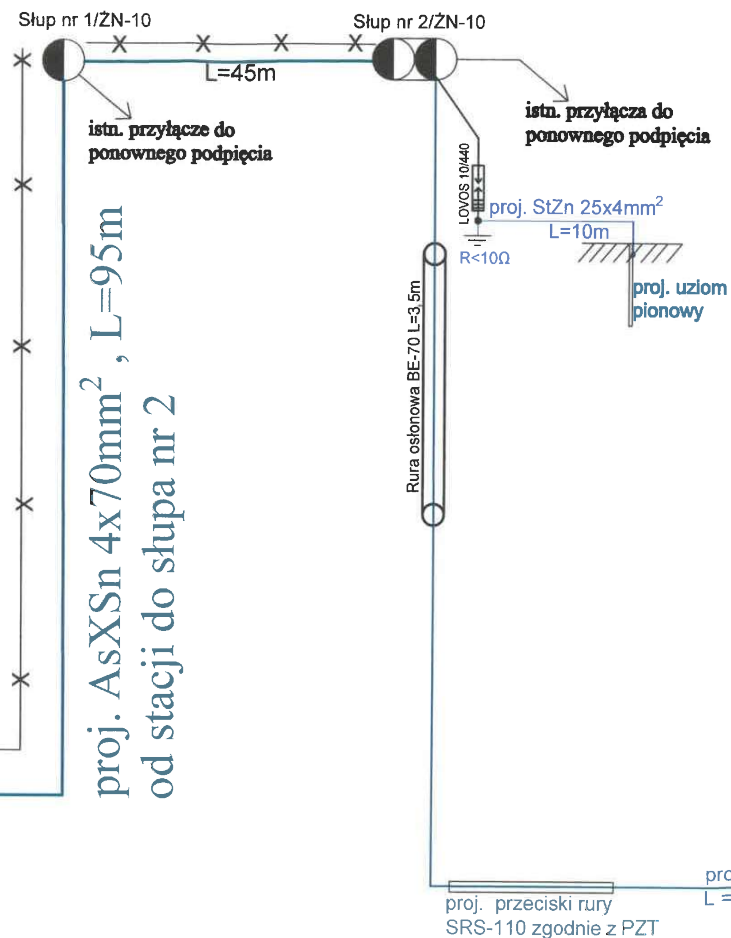 Słup nr 1/ŻN-10
Słup nr 2/ŻN-10
L=45m
istn. przyłącze do
ponownego podpięcia
istn. przyłącza do
ponownego podpięcia
LOVOS 10/440
proj. StZn 25x4mm²
L=10m
R<10Ω
proj. uziom
pionowy
Rura osłonowa BE-70 L=3,5m
proj. AsXSn 4x70mm² , L=95m
od stacji do słupa nr 2
proj. przeciski rury
SRS-110 zgodnie z PZT
pro
L =